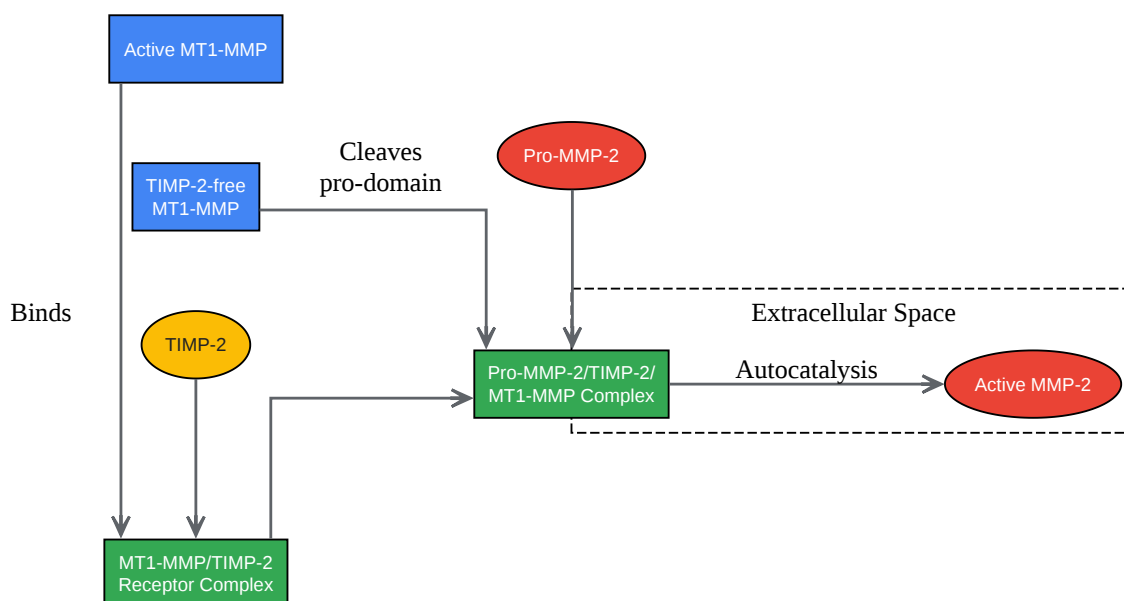 Active MT1-MMP
Cleaves
pro-domain
Pro-MMP-2
TIMP-2-free
MT1-MMP
Binds
Extracellular Space
TIMP-2
Pro-MMP-2/TIMP-2/
MT1-MMP Complex
Autocatalysis
Active MMP-2
MT1-MMP/TIMP-2
Receptor Complex